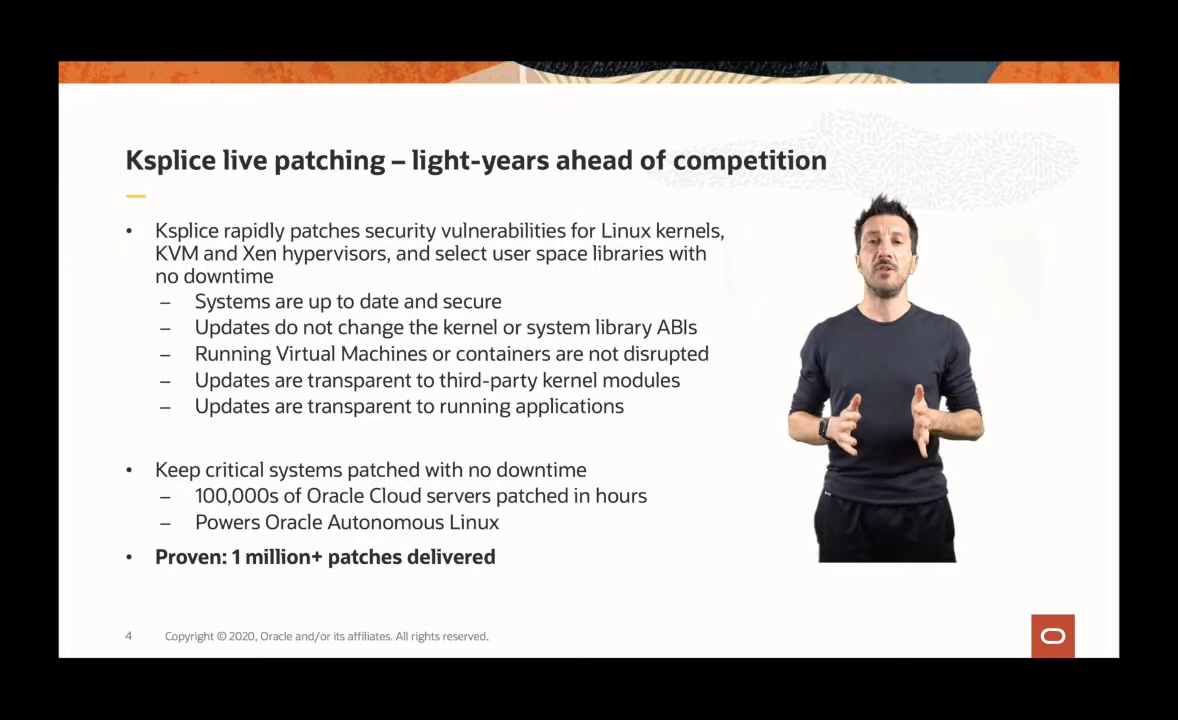 Ksplice live patching – light-years ahead of competition
• Ksplice rapidly patches security vulnerabilities for Linux kernels,
KVM and Xen hypervisors, and select user space libraries with
no downtime
– Systems are up to date and secure
– Updates do not change the kernel or system library ABIs
– Running Virtual Machines or containers are not disrupted
– Updates are transparent to third-party kernel modules
– Updates are transparent to running applications
• Keep critical systems patched with no downtime
– 100,000s of Oracle Cloud servers patched in hours
– Powers Oracle Autonomous Linux
• Proven: 1 million+ patches delivered
4 Copyright © 2020, Oracle and/or its affiliates. All rights reserved.